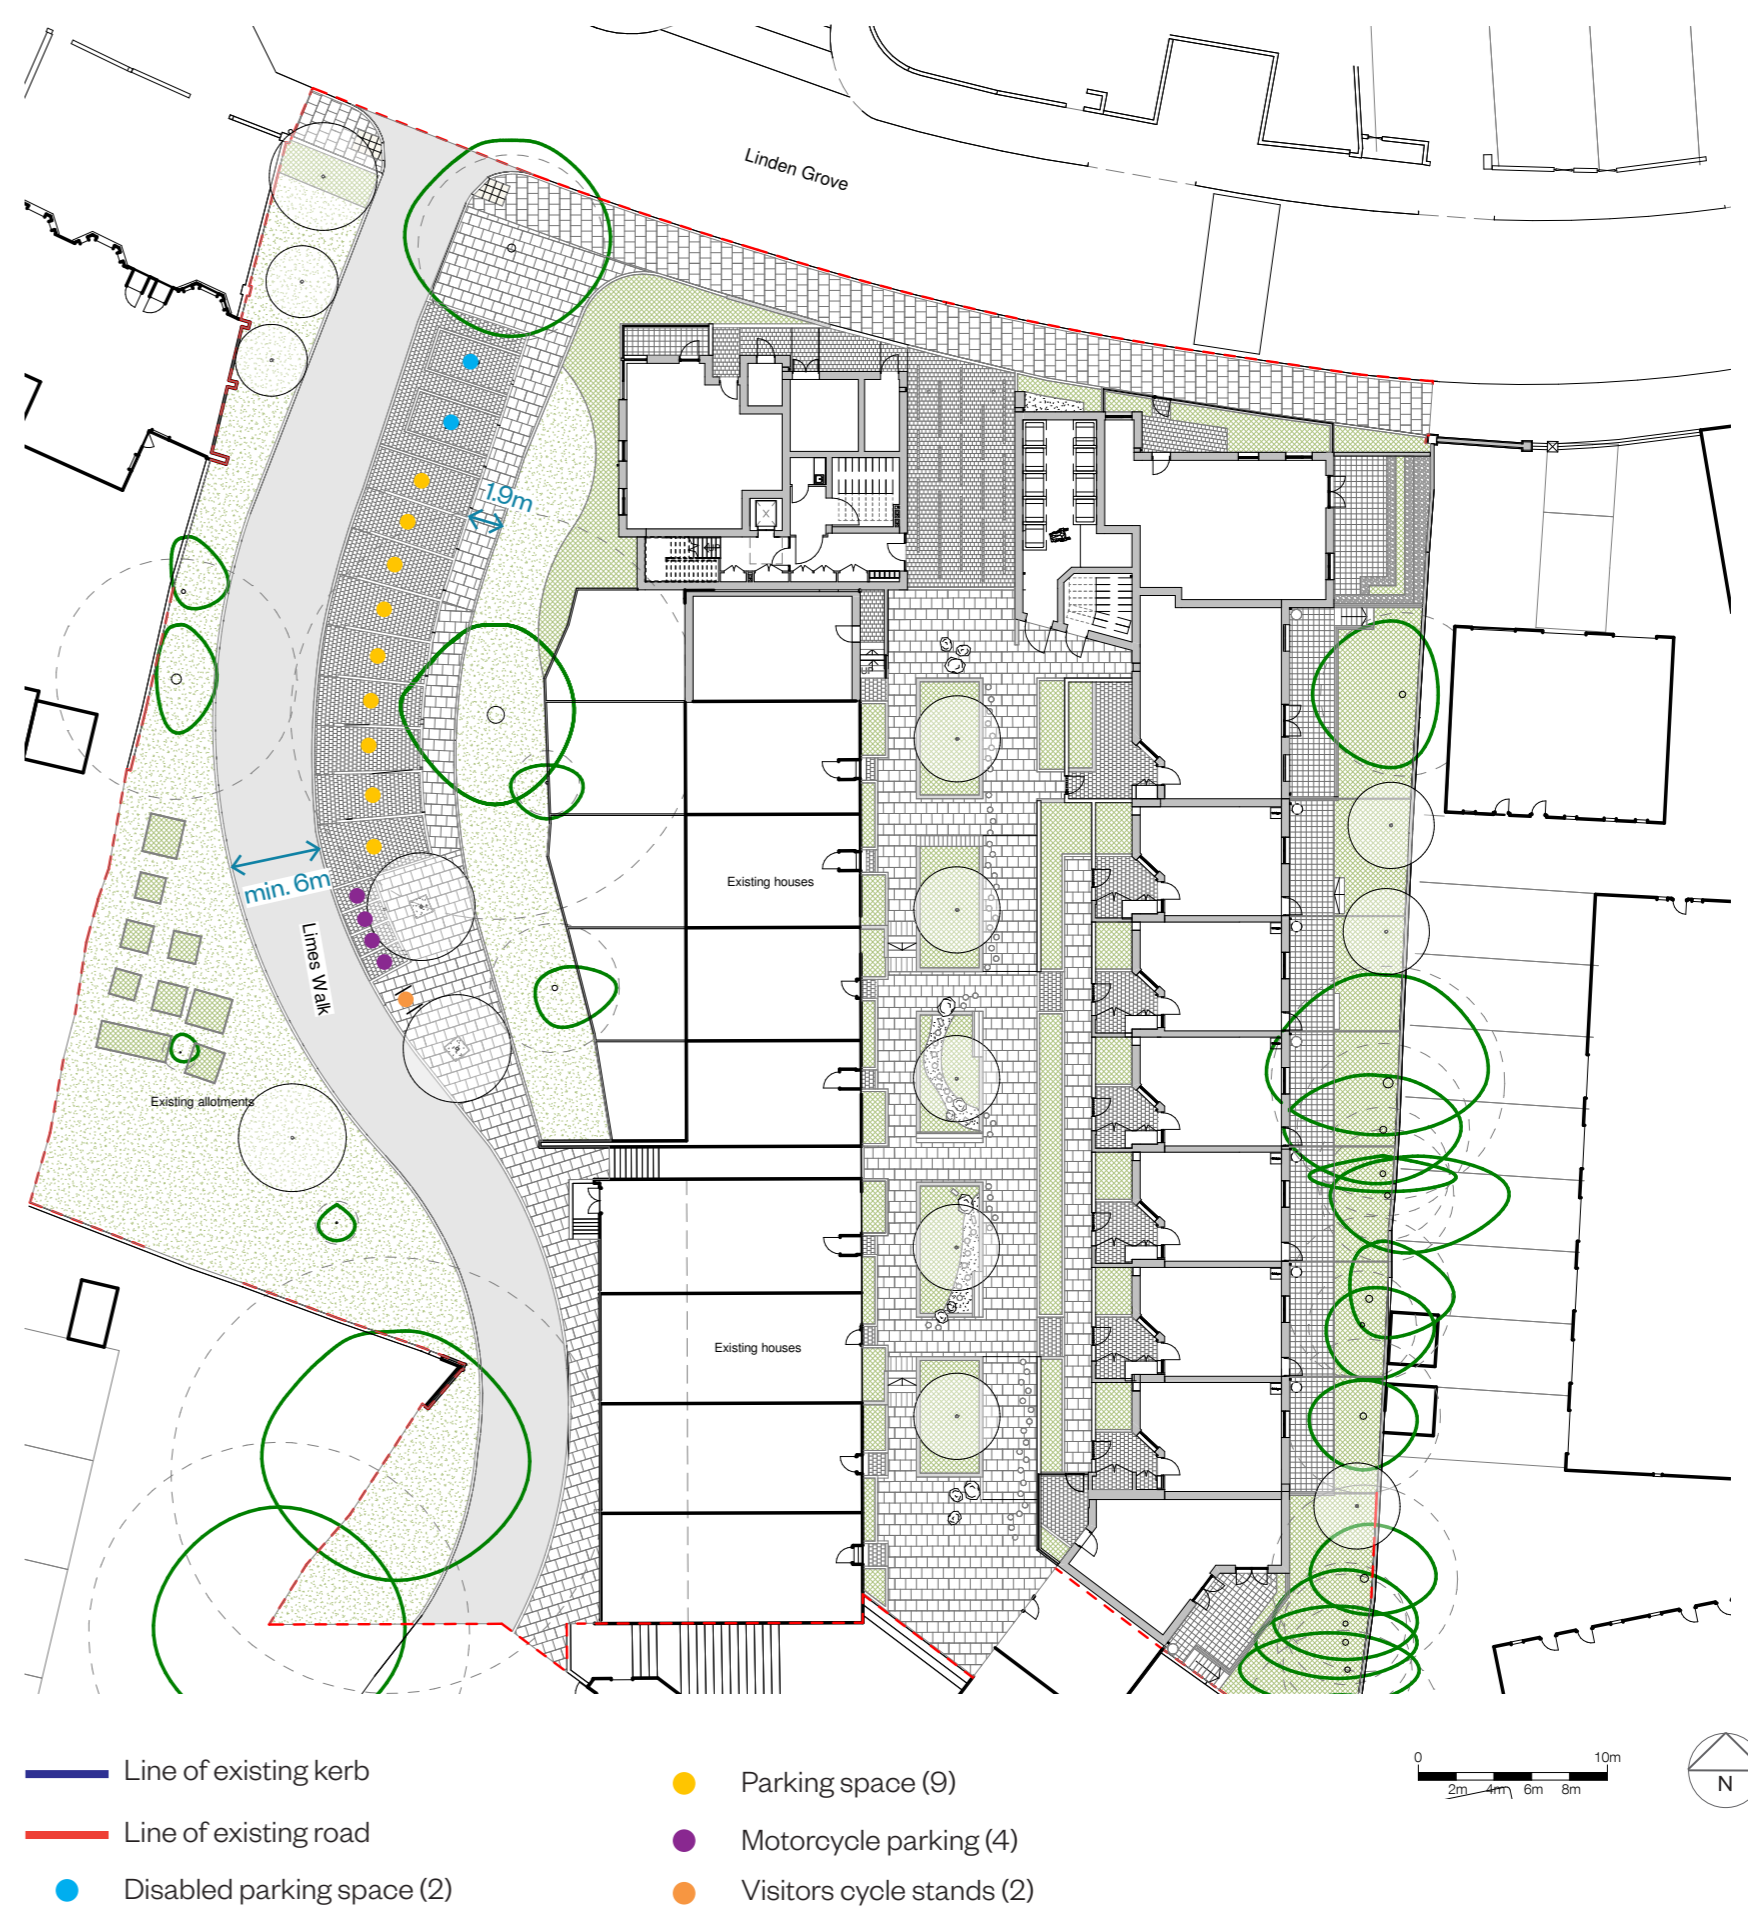 Linden Grove
1.9m
min. 6m
Limes Walk
Existing houses
Existing allotments
Existing houses
Line of existing kerb
Line of existing road
Disabled parking space (2)
Parking space (9)
Motorcycle parking (4)
Visitors cycle stands (2)
0 10m
2m 4m 6m 8m
N